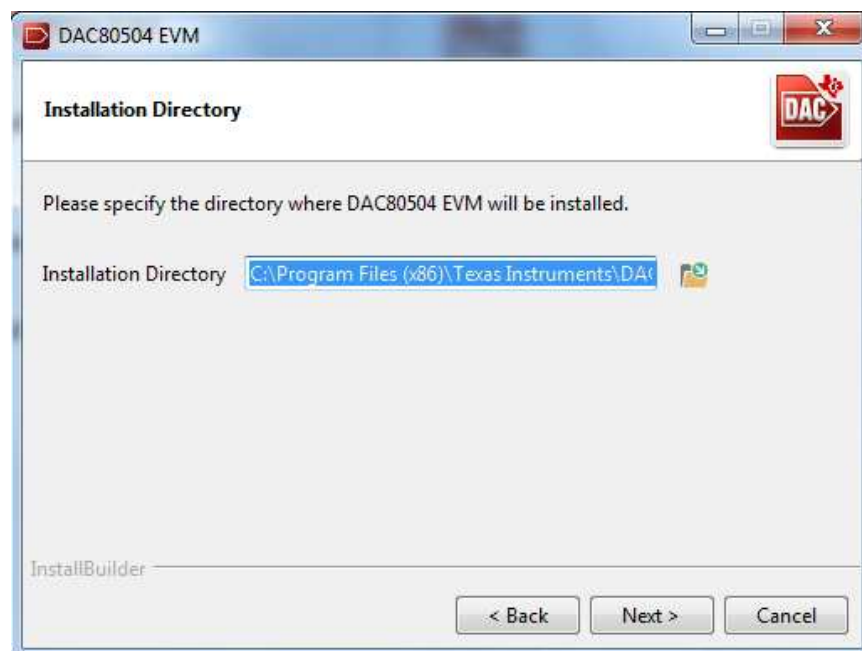 DAC80504 EVM
Installation Directory
DAC
Please specify the directory where DAC80504 EVM will be installed.
Installation Directory C:\Program Files (x86)\Texas Instruments\DA
InstallBuilder
< Back Next > Cancel